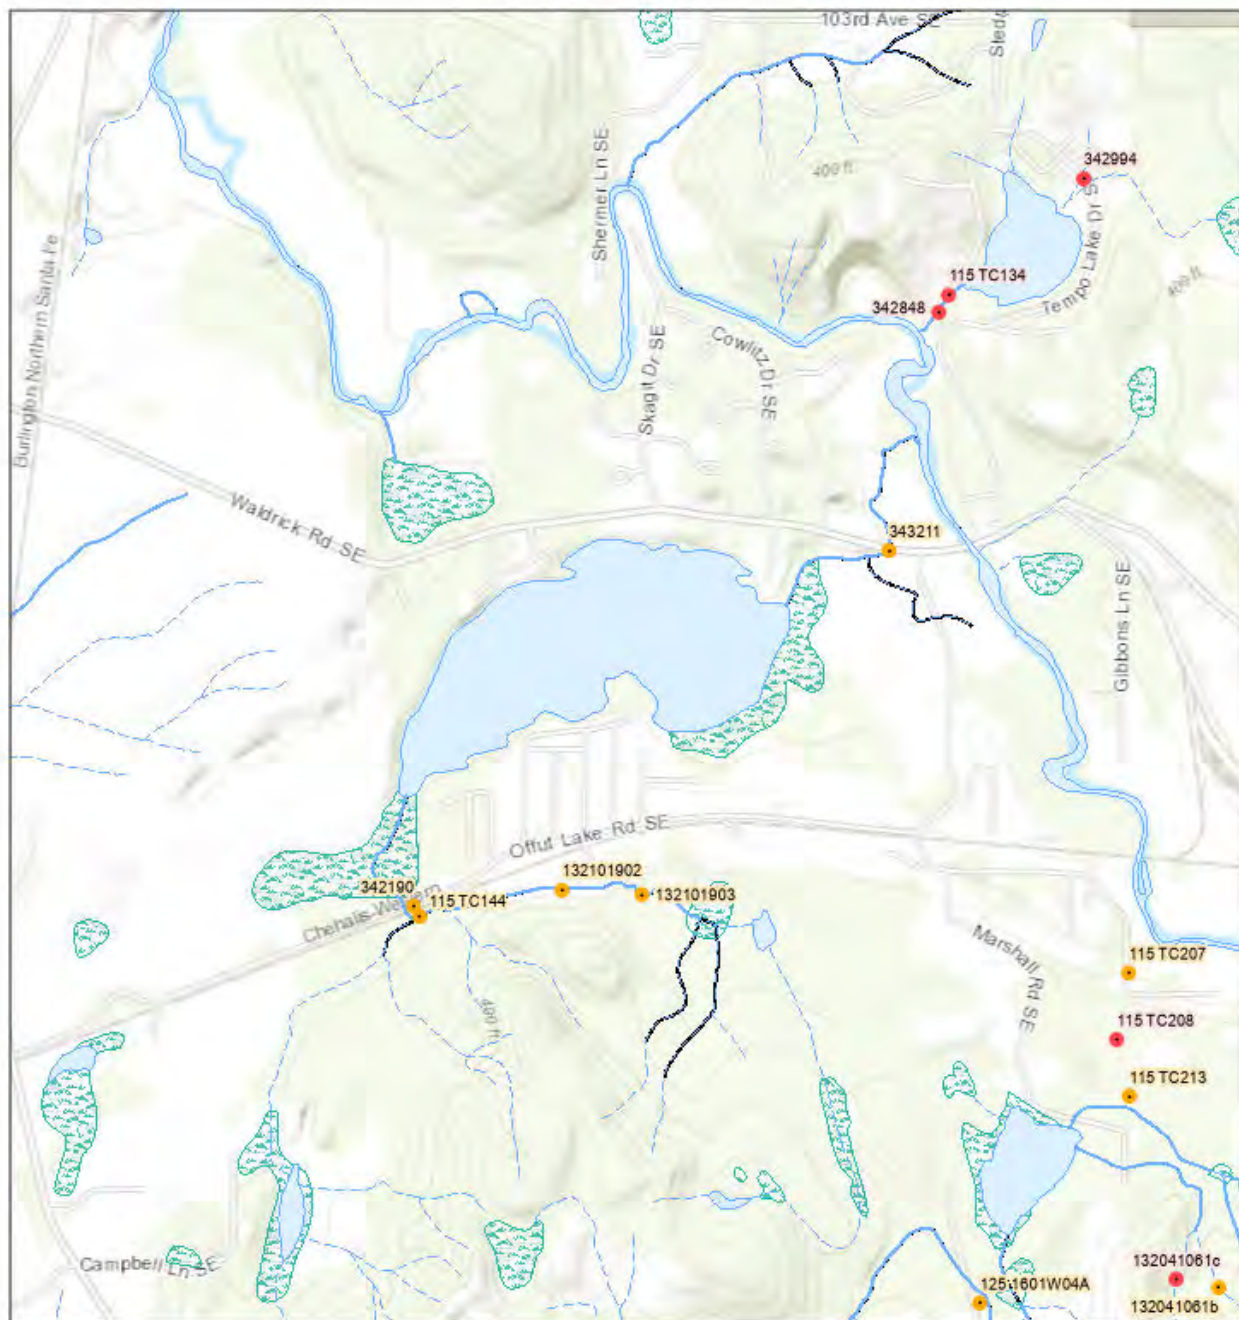 103rd Ave SE
342994
Shermer Ln SE
400 ft
Tempo Lake Dr S
400 ft
115 TC134
342848
Burlington Northern Santa Fe
Skagit Dr SE
Cowlitz Dr SE
Waldrick Rd SE
343211
Gibbons Ln SE
Offut Lake Rd SE
132101902
132101903
342190
115 TC144
Chehalis-Western
Marshall Rd SE
115 TC207
400 ft
115 TC208
115 TC213
Campbell Ln SE
132041061c
125 1601W04A
132041061b